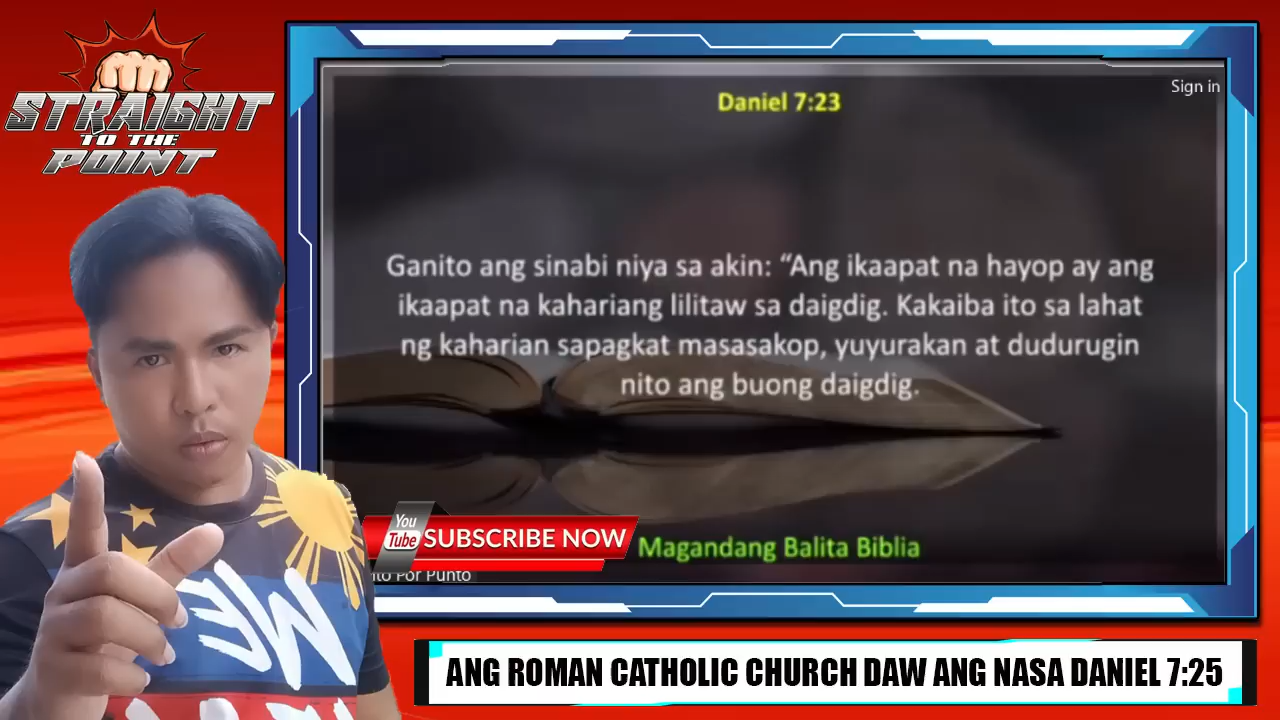 STRAIGHT
TO THE
POINT
Sign in
Daniel 7:23
Ganito ang sinabi niya sa akin: “Ang ikaapat na hayop ay ang
ikaapat na kahariang lilitaw sa daigdig. Kakaiba ito sa lahat
ng kaharian sapagkat masasakop, yuyurakan at dudurugin
nito ang buong daigdig.
You
Tube
SUBSCRIBE NOW
Magandang Balita Biblia
Por Punto
ANG ROMAN CATHOLIC CHURCH DAW ANG NASA DANIEL 7:25